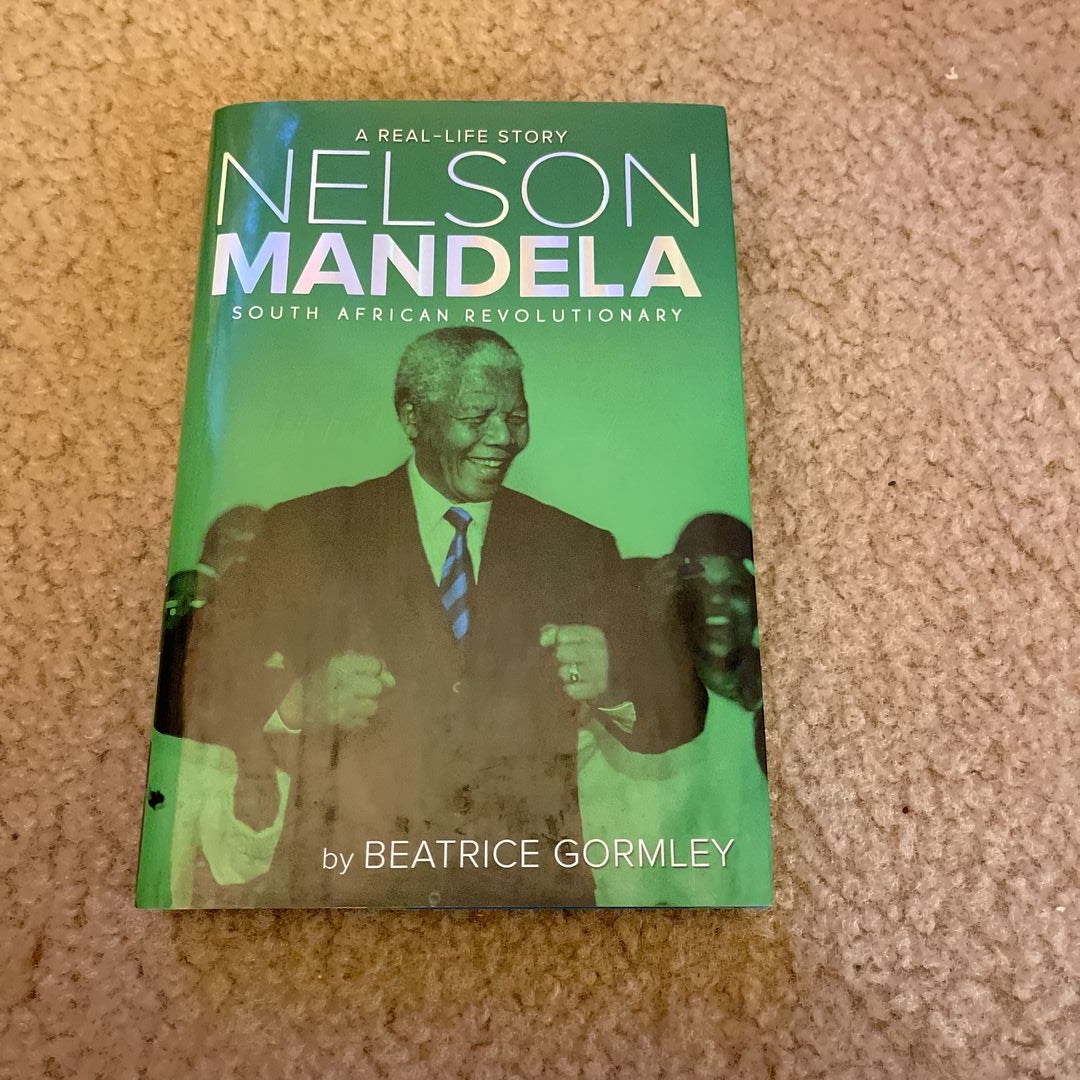 A REAL-LIFE STORY
NELSON
MANDELA
SOUTH AFRICAN REVOLUTIONARY
by BEATRICE GORMLEY